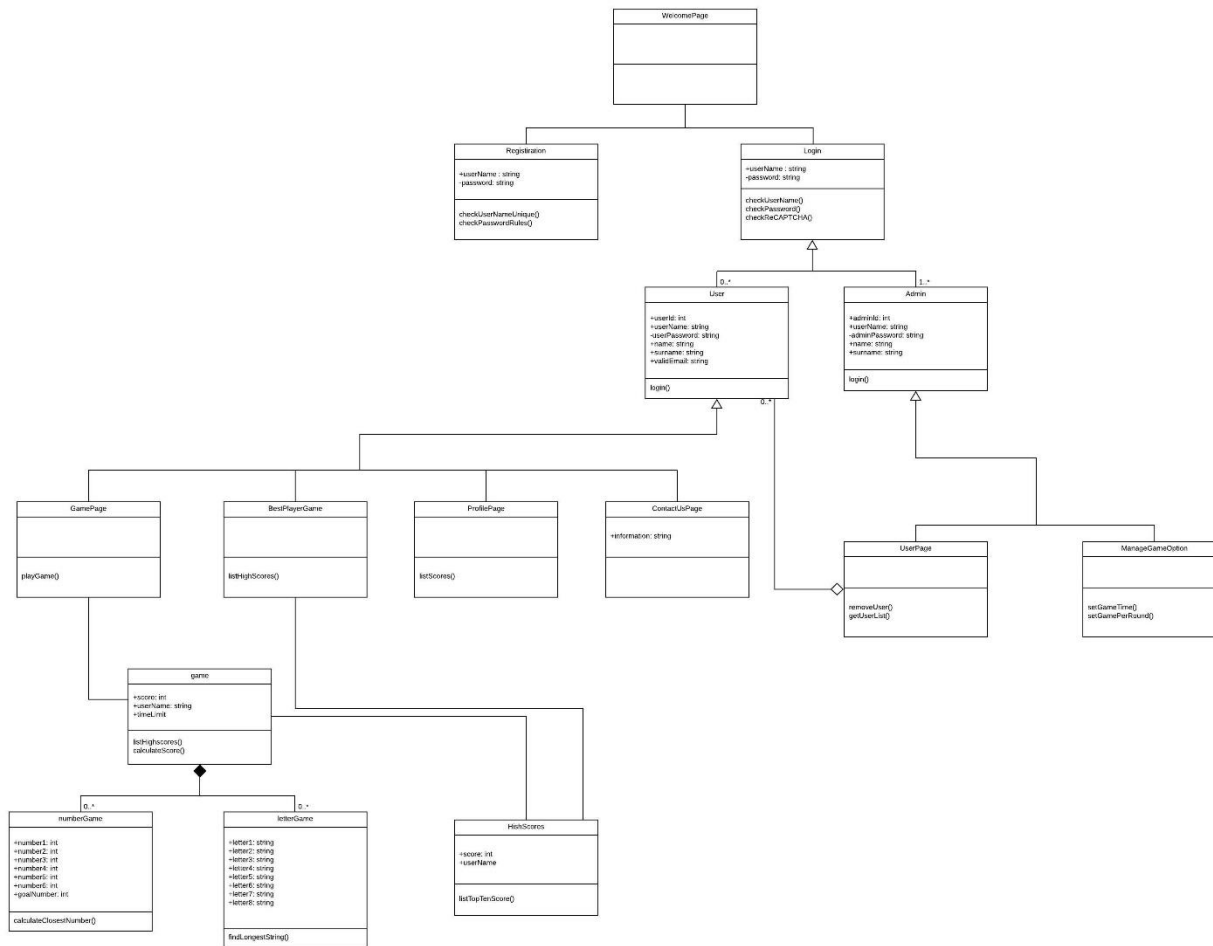 WelcomePage
Registiration
+userName : string
-password: string
checkUserNameUnique()
checkPasswordRules()
Login
+userName : string
-password: string
checkUserName()
checkPassword()
checkReCAPTCHA()
0..*
1..*
User
+userId: int
+userName: string
-userPassword: string
+name: string
+surname: string
+validEmail: string
login()
0..*
Admin
+adminId: int
+userName: string
-adminPassword: string
+name: string
+surname: string
login()
GamePage
playGame()
BestPlayerGame
listHighScores()
ProfilePage
listScores()
ContactUsPage
+information: string
UserPage
removeUser()
getUserList()
ManageGameOption
setGameTime()
setGamePerRound()
game
+score: int
+userName: string
+timeLimit
listHighscores()
calculateScore()
0..*
0..*
numberGame
+number1: int
+number2: int
+number3: int
+number4: int
+number5: int
+number6: int
+goalNumber: int
calculateClosestNumber()
letterGame
+letter1: string
+letter2: string
+letter3: string
+letter4: string
+letter5: string
+letter6: string
+letter7: string
+letter8: string
findLongestString()
HishScores
+score: int
+userName
listTopTenScore()